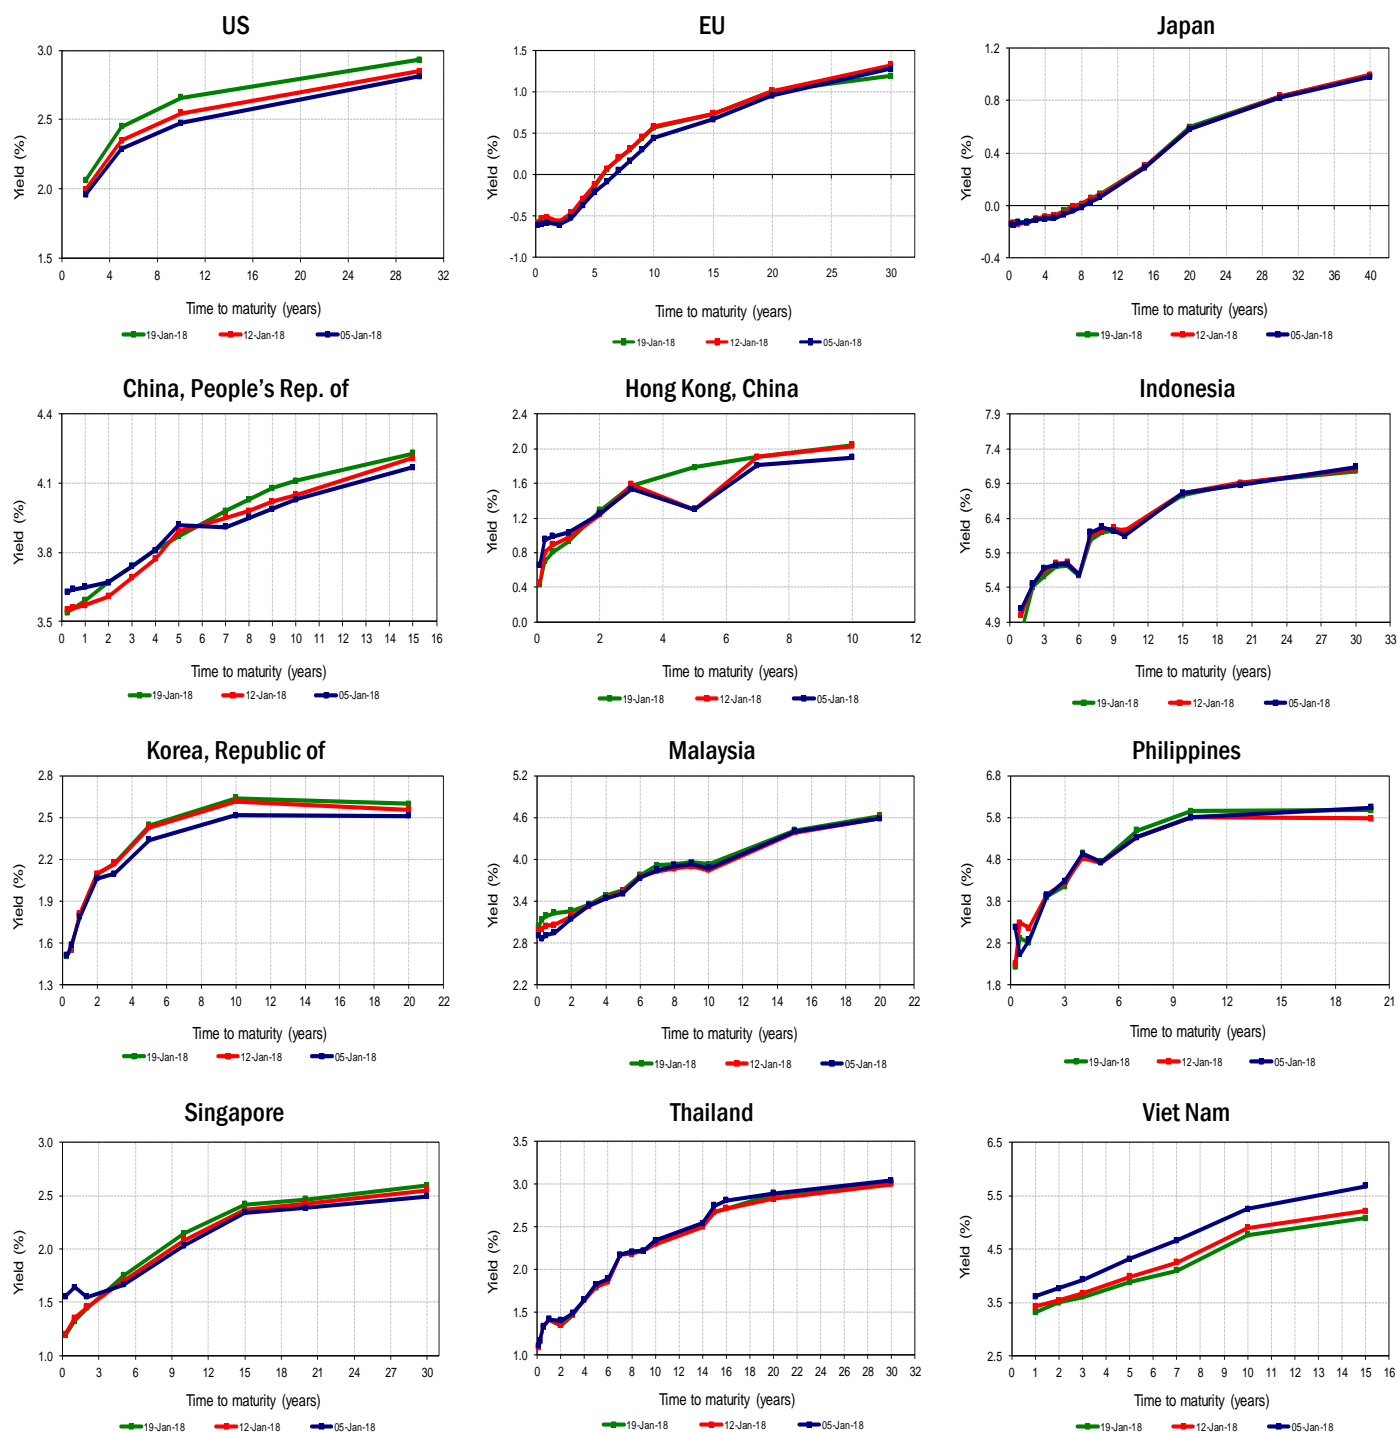 US
EU
Japan
3.0
2.5
2.0
1.5
Yield (%)
0 4 8 12 16 20 24 28 32
Time to maturity (years)
19-Jan-18 12-Jan-18 05-Jan-18
1.5
1.0
0.5
0.0
-0.5
-1.0
Yield (%)
0 5 10 15 20 25 30
Time to maturity (years)
19-Jan-18 12-Jan-18 05-Jan-18
1.2
0.8
0.4
0.0
-0.4
Yield (%)
0 4 8 12 16 20 24 28 32 36 40
Time to maturity (years)
19-Jan-18 12-Jan-18 05-Jan-18
China, People's Rep. of
Hong Kong, China
Indonesia
4.4
4.1
3.8
3.5
Yield (%)
0 1 2 3 4 5 6 7 8 9 10 11 12 13 14 15 16
Time to maturity (years)
19-Jan-18 12-Jan-18 05-Jan-18
2.4
2.0
1.6
1.2
0.8
0.4
0.0
Yield (%)
0 2 4 6 8 10 12
Time to maturity (years)
19-Jan-18 12-Jan-18 05-Jan-18
7.9
7.4
6.9
6.4
5.9
5.4
4.9
Yield (%)
0 3 6 9 12 15 18 21 24 27 30 33
Time to maturity (years)
19-Jan-18 12-Jan-18 05-Jan-18
Korea, Republic of
Malaysia
Philippines
2.8
2.5
2.2
1.9
1.6
1.3
Yield (%)
0 2 4 6 8 10 12 14 16 18 20 22
Time to maturity (years)
19-Jan-18 12-Jan-18 05-Jan-18
5.2
4.6
4.0
3.4
2.8
2.2
Yield (%)
0 2 4 6 8 10 12 14 16 18 20 22
Time to maturity (years)
19-Jan-18 12-Jan-18 05-Jan-18
6.8
5.8
4.8
3.8
2.8
1.8
Yield (%)
0 3 6 9 12 15 18 21
Time to maturity (years)
19-Jan-18 12-Jan-18 05-Jan-18
Singapore
Thailand
Viet Nam
3.0
2.5
2.0
1.5
1.0
Yield (%)
0 3 6 9 12 15 18 21 24 27 30
Time to maturity (years)
19-Jan-18 12-Jan-18 05-Jan-18
3.5
3.0
2.5
2.0
1.5
1.0
Yield (%)
0 2 4 6 8 10 12 14 16 18 20 22 24 26 28 30 32
Time to maturity (years)
19-Jan-18 12-Jan-18 05-Jan-18
6.5
5.5
4.5
3.5
2.5
Yield (%)
0 1 2 3 4 5 6 7 8 9 10 11 12 13 14 15 16
Time to maturity (years)
19-Jan-18 12-Jan-18 05-Jan-18